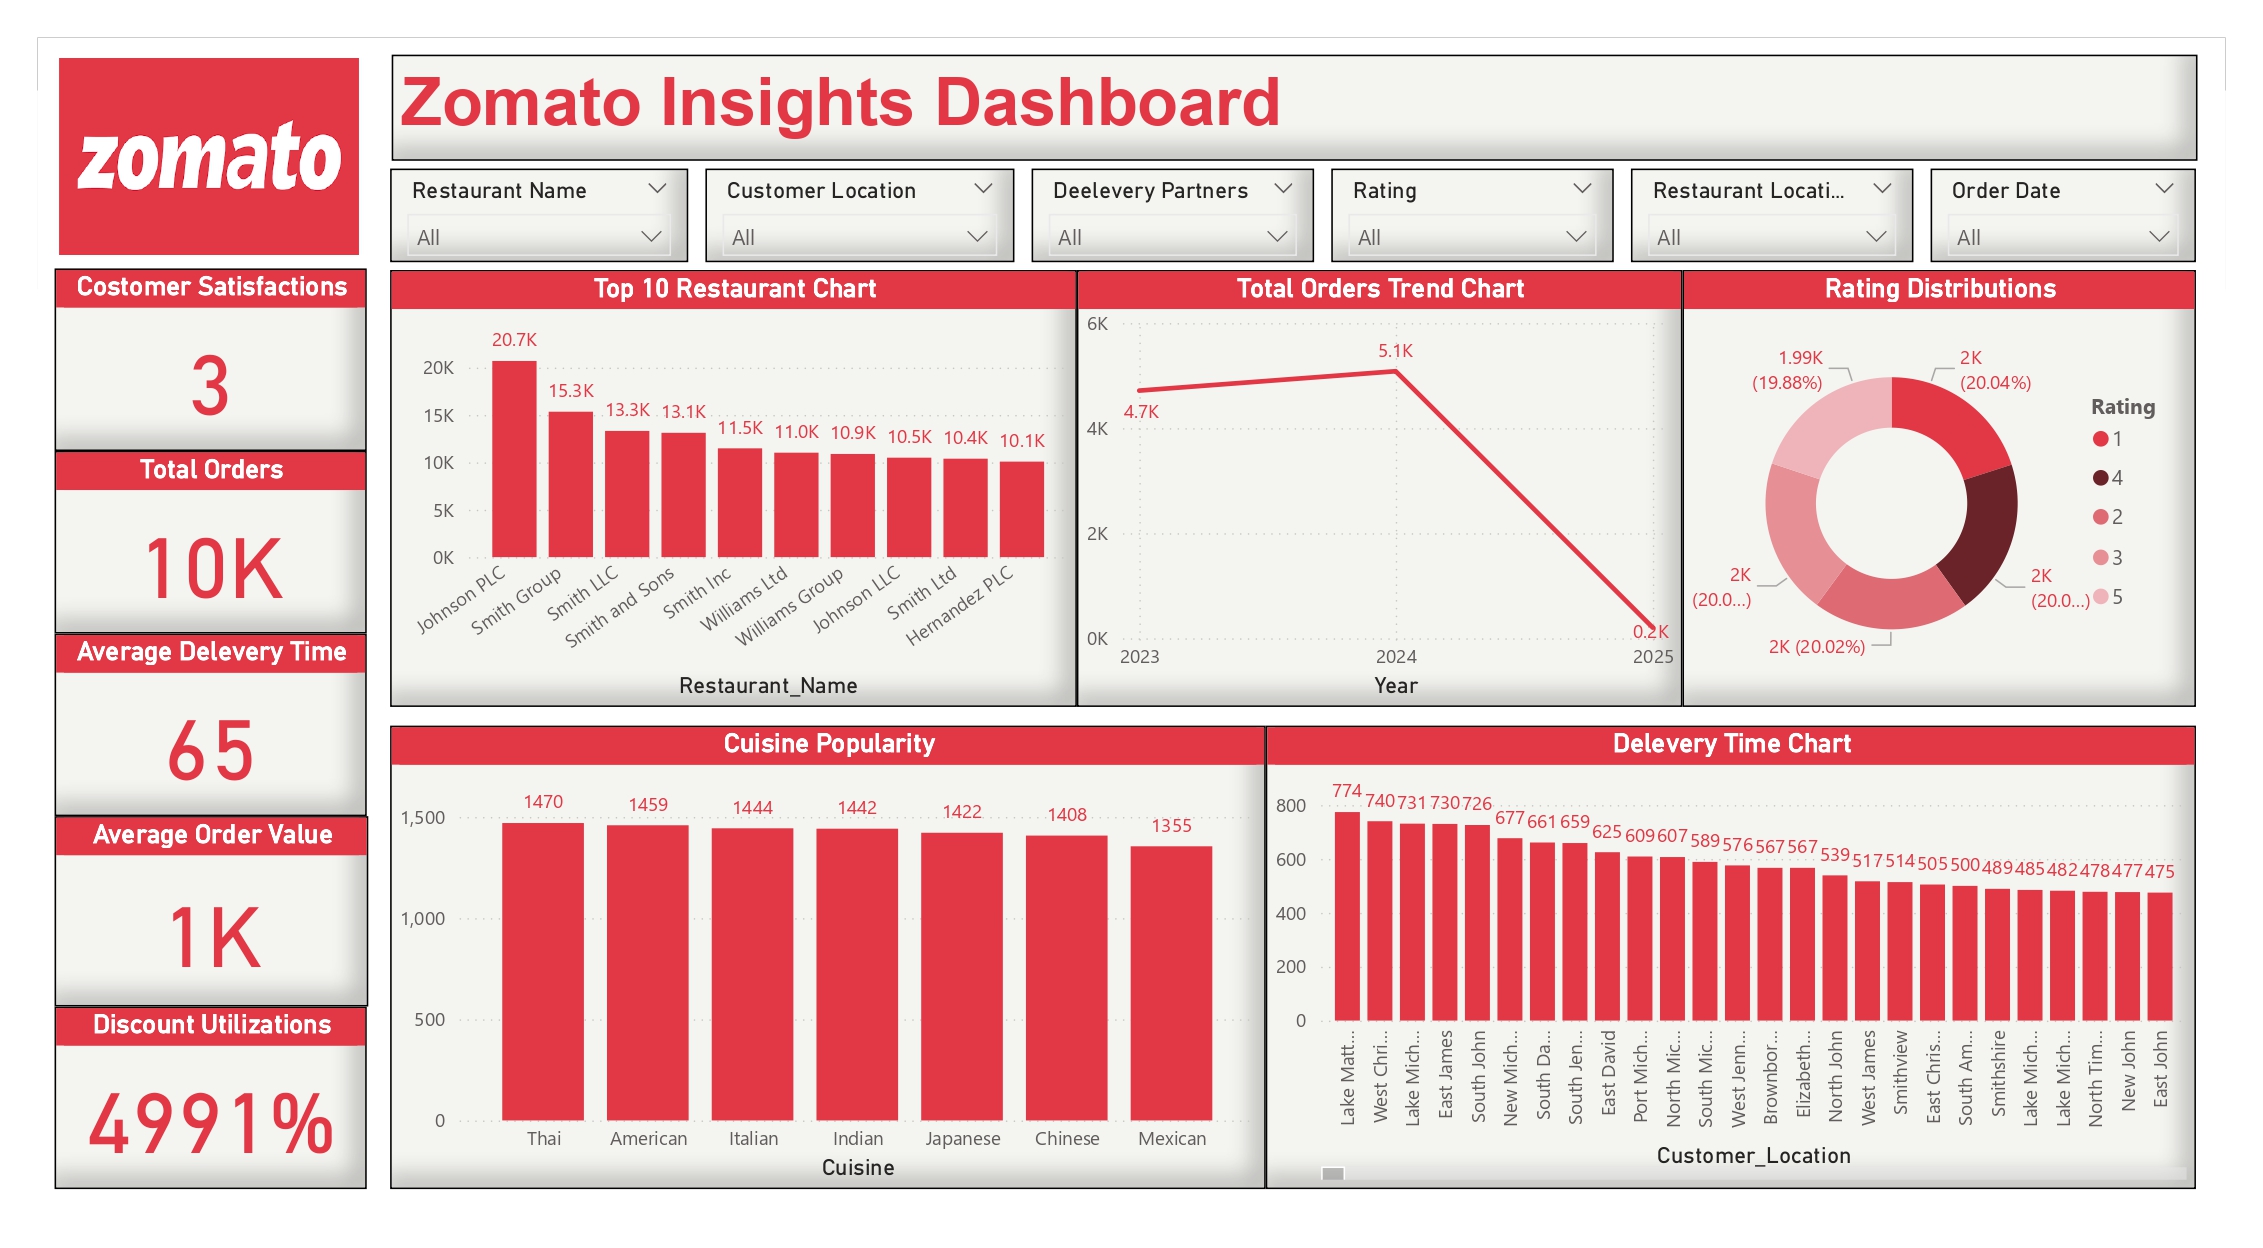 zomato
Zomato Insights Dashboard
Restaurant Name
All
Customer Location
All
Deelevery Partners
All
Rating
All
Restaurant Locati...
All
Order Date
All
Costomer Satisfactions
3
Total Orders
10K
Average Delevery Time
65
Average Order Value
1K
Discount Utilizations
4991%
Top 10 Restaurant Chart
20K
15K
10K
5K
0K
20.7K
15.3K
13.3K
13.1K
11.5K
11.0K
10.9K
10.5K
10.4K
10.1K
Johnson PLC
Smith Group
Smith LLC
Smith and Sons
Smith Inc
Williams Ltd
Williams Group
Johnson LLC
Smith Ltd
Hernandez PLC
Restaurant_Name
Total Orders Trend Chart
6K
4K
2K
0K
4.7K
5.1K
0.2K
2023
2024
2025
Year
Rating Distributions
1.99K
(19.88%)
2K
(20.04%)
2K
(20.0...)
2K
(20.0...)
2K (20.02%)
Rating
1
4
2
3
5
Cuisine Popularity
1,500
1,000
500
0
1470
1459
1444
1442
1422
1408
1355
Thai
American
Italian
Indian
Japanese
Chinese
Mexican
Cuisine
Delevery Time Chart
800
600
400
200
0
774
740
731
730
726
677
661
659
625
609
607
589
576
567
567
539
517
514
505
500
489
485
482
478
477
475
Lake Matt...
West Chri...
Lake Mich...
East James
South John
New Mich...
South Da...
South Jen...
East David
Port Mich...
North Mic...
South Mic...
West Jenn...
Brownbor...
Elizabeth...
North John
West James
Smithview
East Chris...
South Am...
Smithshire
Lake Mich...
Lake Mich...
North Tim...
New John
East John
Customer_Location